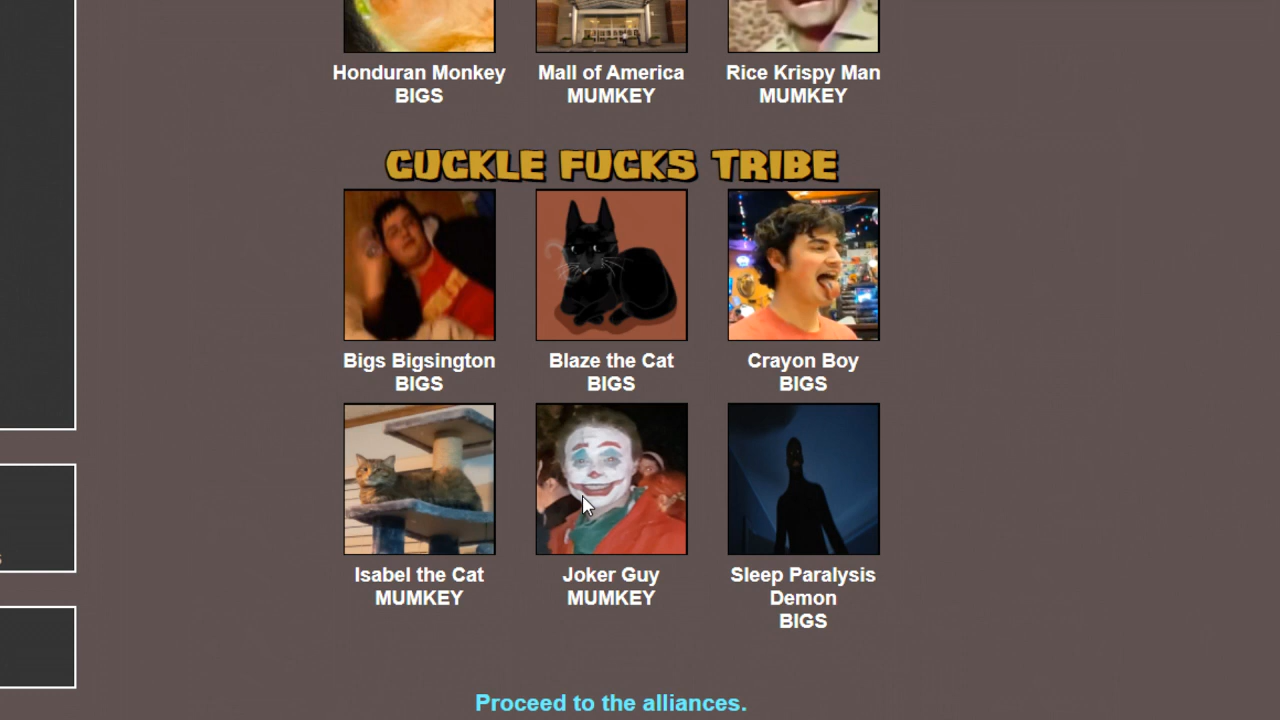 Honduran Monkey
BIGS
Mall of America
MUMKEY
Rice Krispy Man
MUMKEY
CUCKLE FUCKS TRIBE
Bigs Bigsington
BIGS
Blaze the Cat
BIGS
Crayon Boy
BIGS
Isabel the Cat
MUMKEY
Joker Guy
MUMKEY
Sleep Paralysis
Demon
BIGS
Proceed to the alliances.